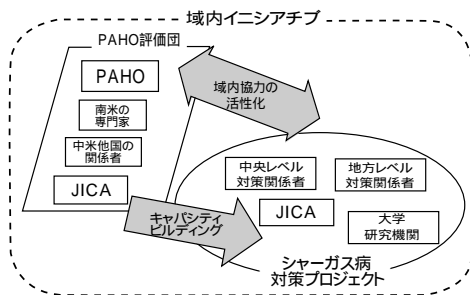 域内イニシアチブ
PAHO評価団
PAHO
南米の
専門家
中米他国の
関係者
JICA
域内協力の
活性化
キャパシティ
ビルディング
中央レベル
対策関係者
地方レベル
対策関係者
JICA
大学
研究機関
シャーガス病
対策プロジェクト